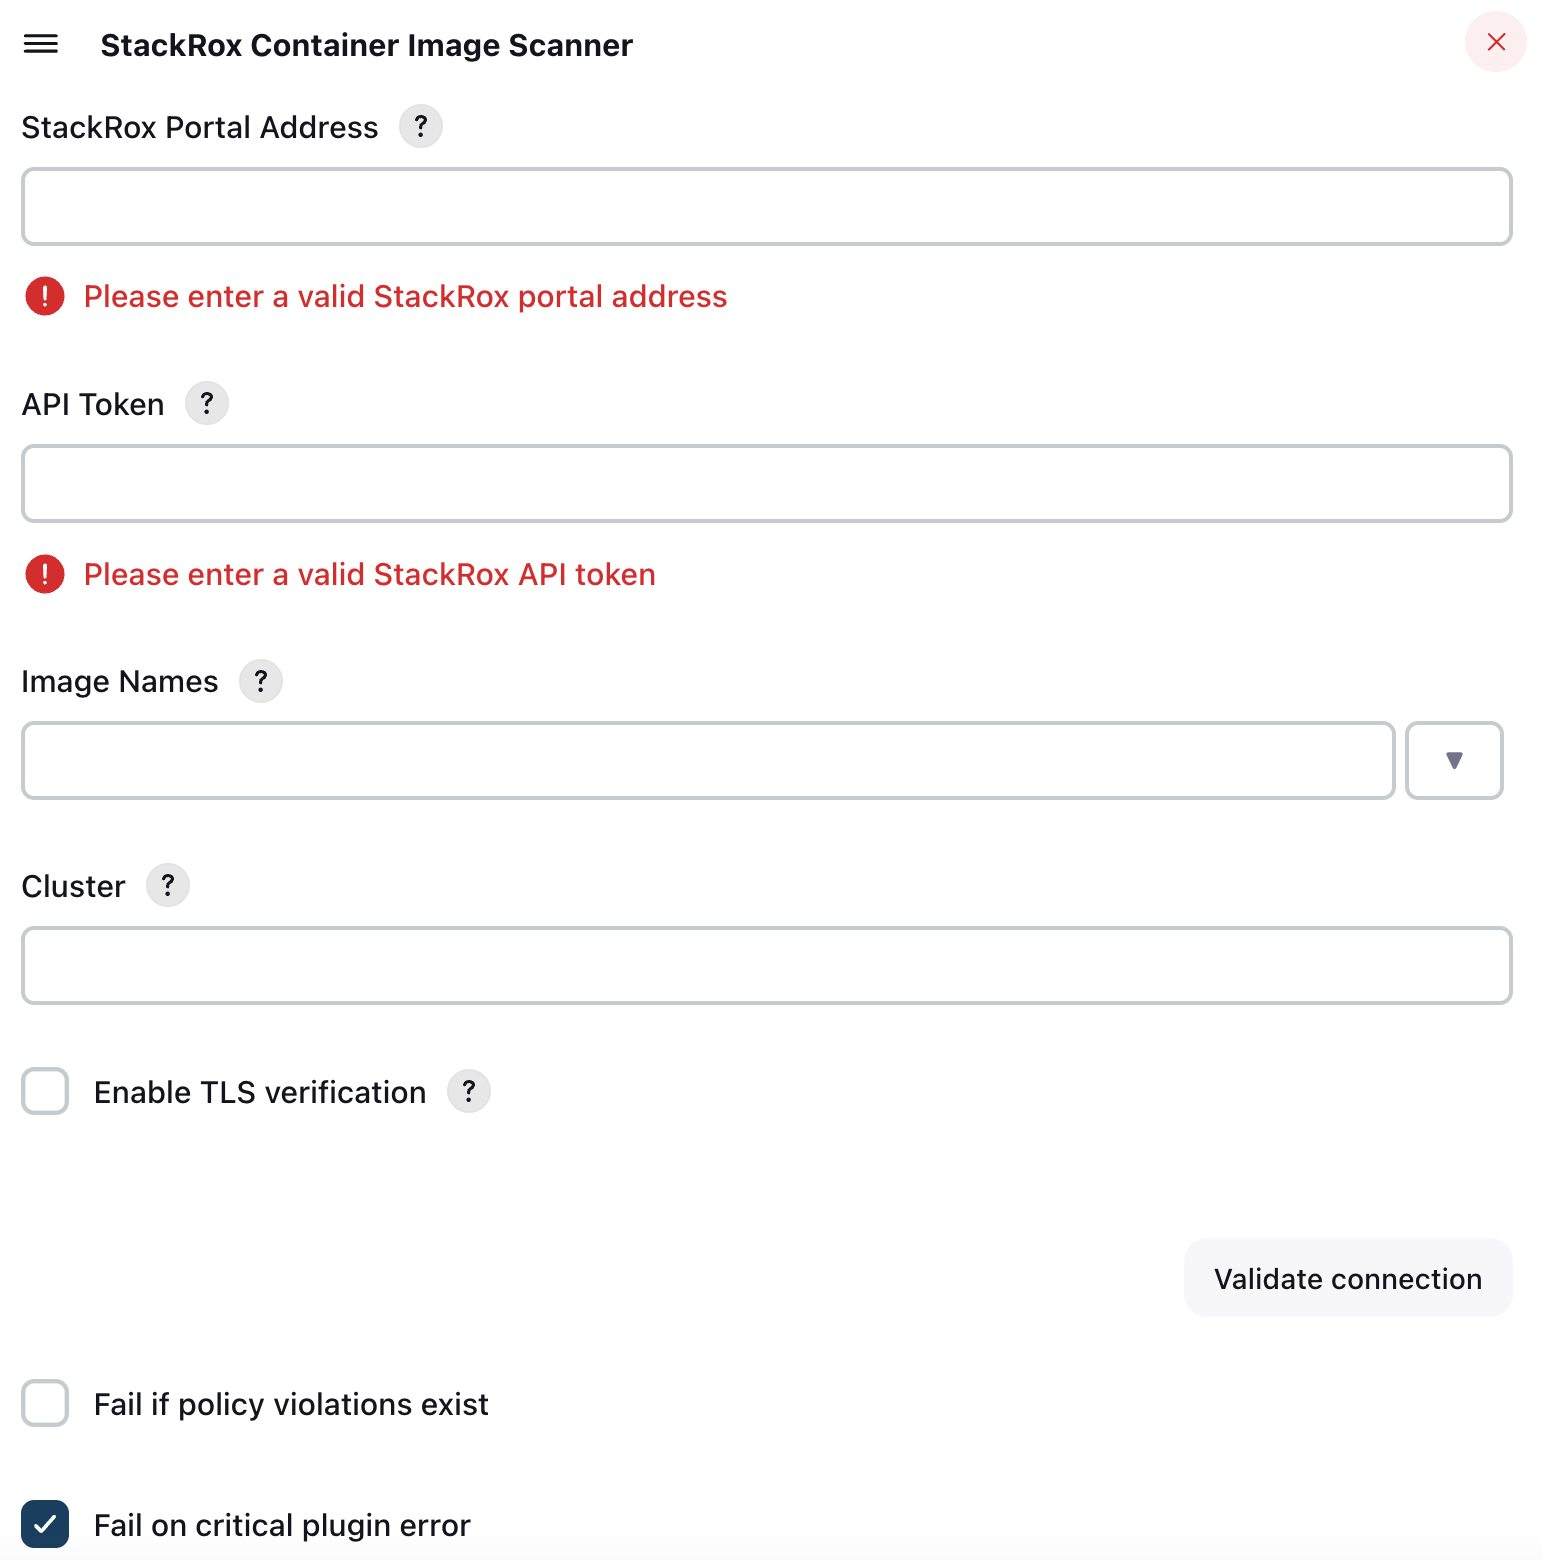 StackRox Container Image Scanner
StackRox Portal Address ?
Please enter a valid StackRox portal address
API Token ?
Please enter a valid StackRox API token
Image Names ?
Cluster ?
Enable TLS verification ?
Validate connection
Fail if policy violations exist
Fail on critical plugin error